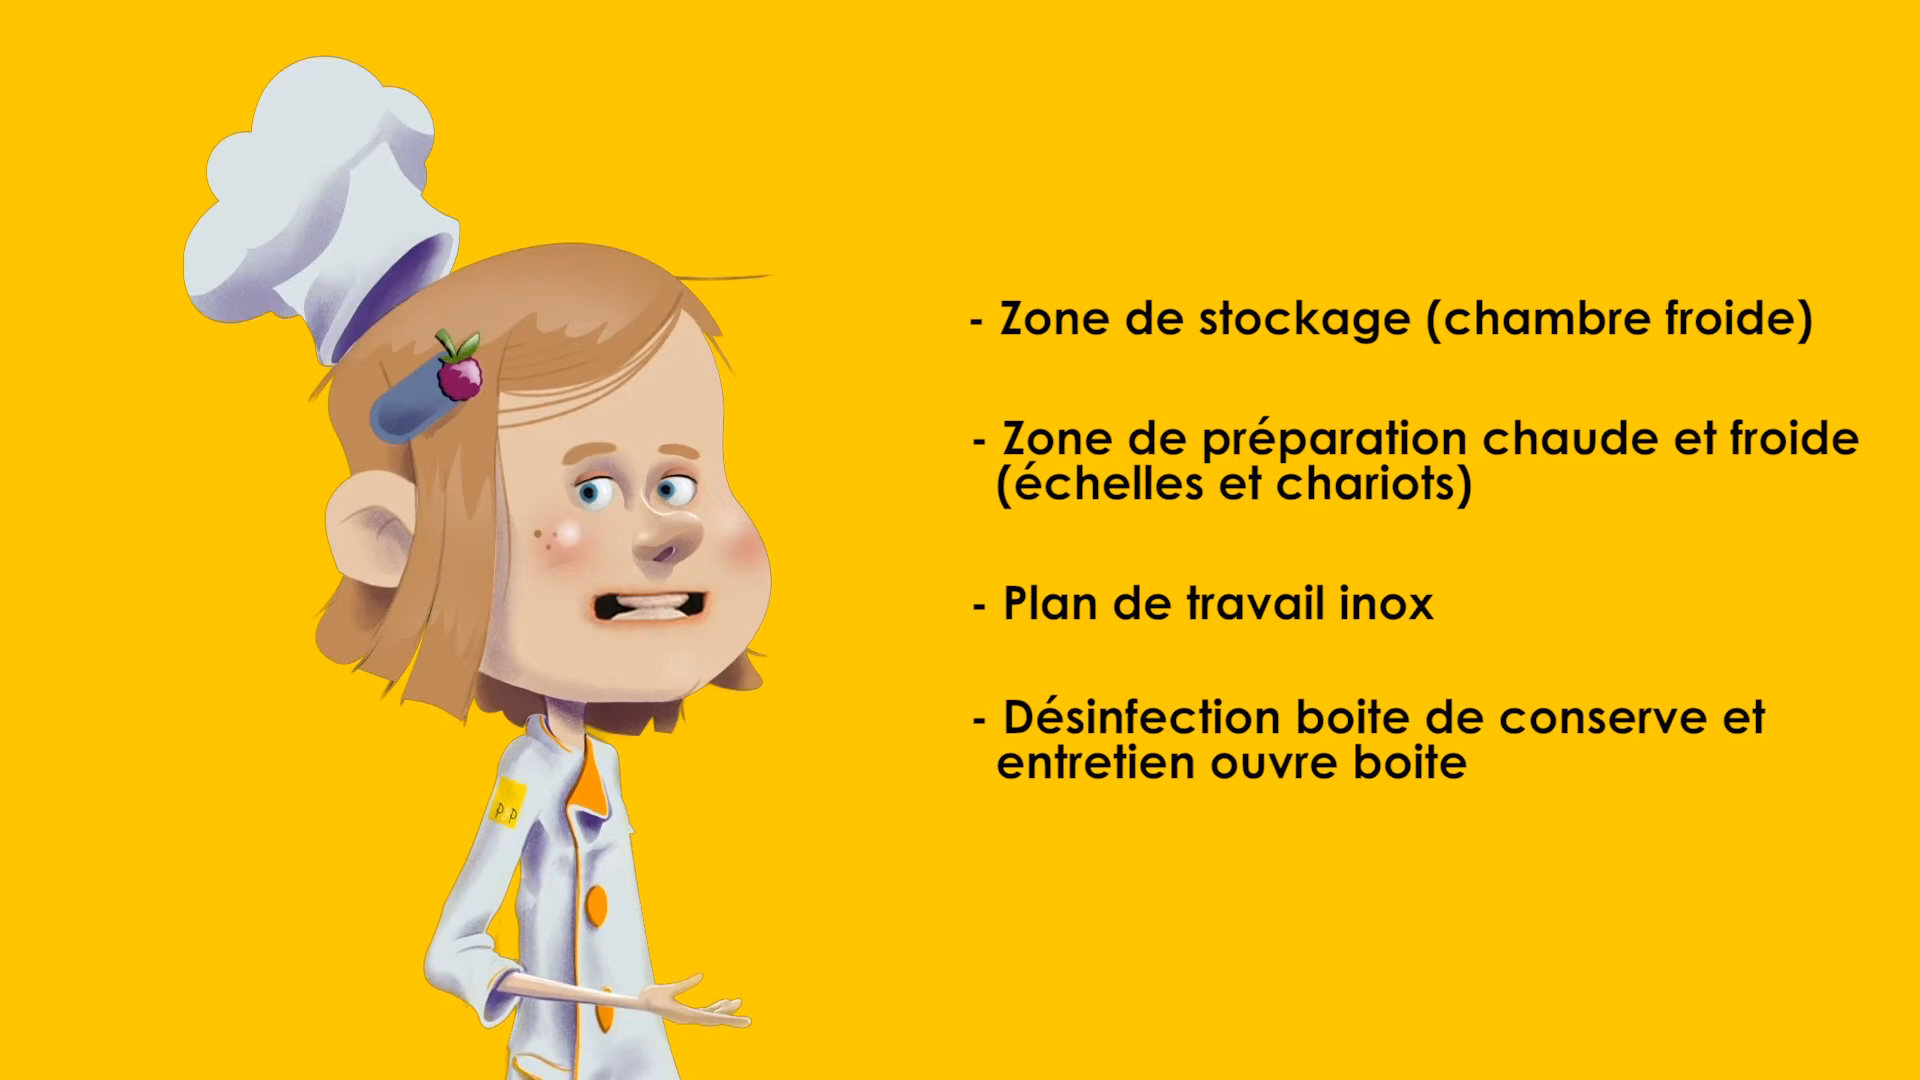 - Zone de stockage (chambre froide)
- Zone de préparation chaude et froide
(échelles et chariots)
- Plan de travail inox
- Désinfection boite de conserve et
entretien ouvre boite